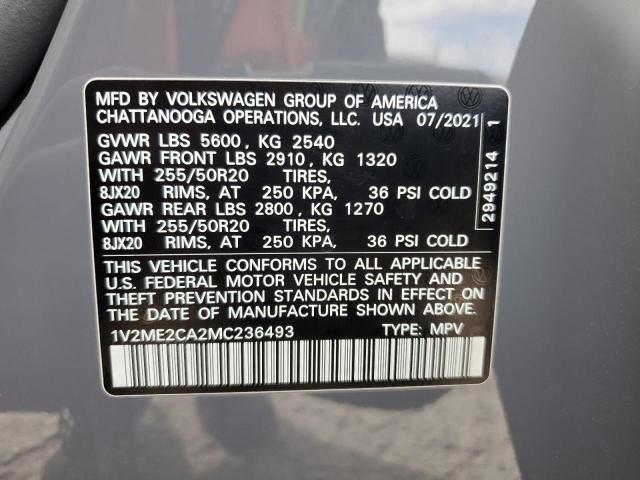 MFD BY VOLKSWAGEN GROUP OF AMERICA
CHATTANOOGA OPERATIONS, LLC. USA 07/2021
GVWR LBS 5600, KG 2540
GAWR FRONT LBS 2910, KG 1320
WITH 255/50R20 TIRES,
8JX20 RIMS, AT 250 KPA, 36 PSI COLD
GAWR REAR LBS 2800, KG 1270
WITH 255/50R20 TIRES,
8JX20 RIMS, AT 250 KPA, 36 PSI COLD
THIS VEHICLE CONFORMS TO ALL APPLICABLE
U.S. FEDERAL MOTOR VEHICLE SAFETY AND
THEFT PREVENTION STANDARDS IN EFFECT ON
THE DATE OF MANUFACTURE SHOWN ABOVE.
1V2ME2CA2MC236493 TYPE: MPV
2949214 1